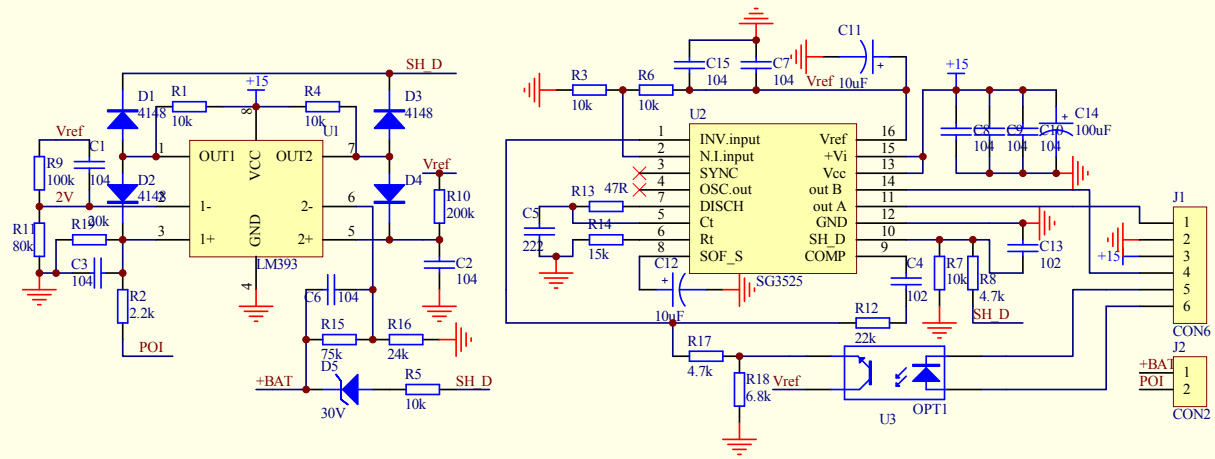 SH_D
+15
D1
4148
R1
10k
R4
10k
D3
4148
8
U1
Vref
C1
104
R9
100k
1
OUT1
VCC
OUT2
7
D2
4148
D4
Vref
R10
200k
2V
2
1-
2-
6
R11
80k
R19
20k
3
1+
GND
2+
5
LM393
4
C3
104
C2
104
R2
2.2k
C6
104
POI
R15
75k
R16
24k
+BAT
D5
30V
R5
10k
SH_D
C11
10uF
C15
104
C7
104
Vref
R3
10k
R6
10k
U2
1
INV.input
Vref
16
2
N.I.input
+Vi
15
3
SYNC
Vcc
13
4
OSC.out
out B
14
7
DISCH
out A
11
5
Ct
GND
12
6
Rt
SH_D
10
8
SOF_S
COMP
9
SG3525
R13
47R
C5
222
R14
15k
C12
10uF
+15
C8
104
C9
104
C10
104
C14
100uF
C13
102
C4
102
R7
10k
R8
4.7k
SH_D
R12
22k
R17
4.7k
R18
6.8k
Vref
U3
OPT1
J1
1
2
3
4
5
6
CON6
+15
J2
+BAT
1
POI
2
CON2